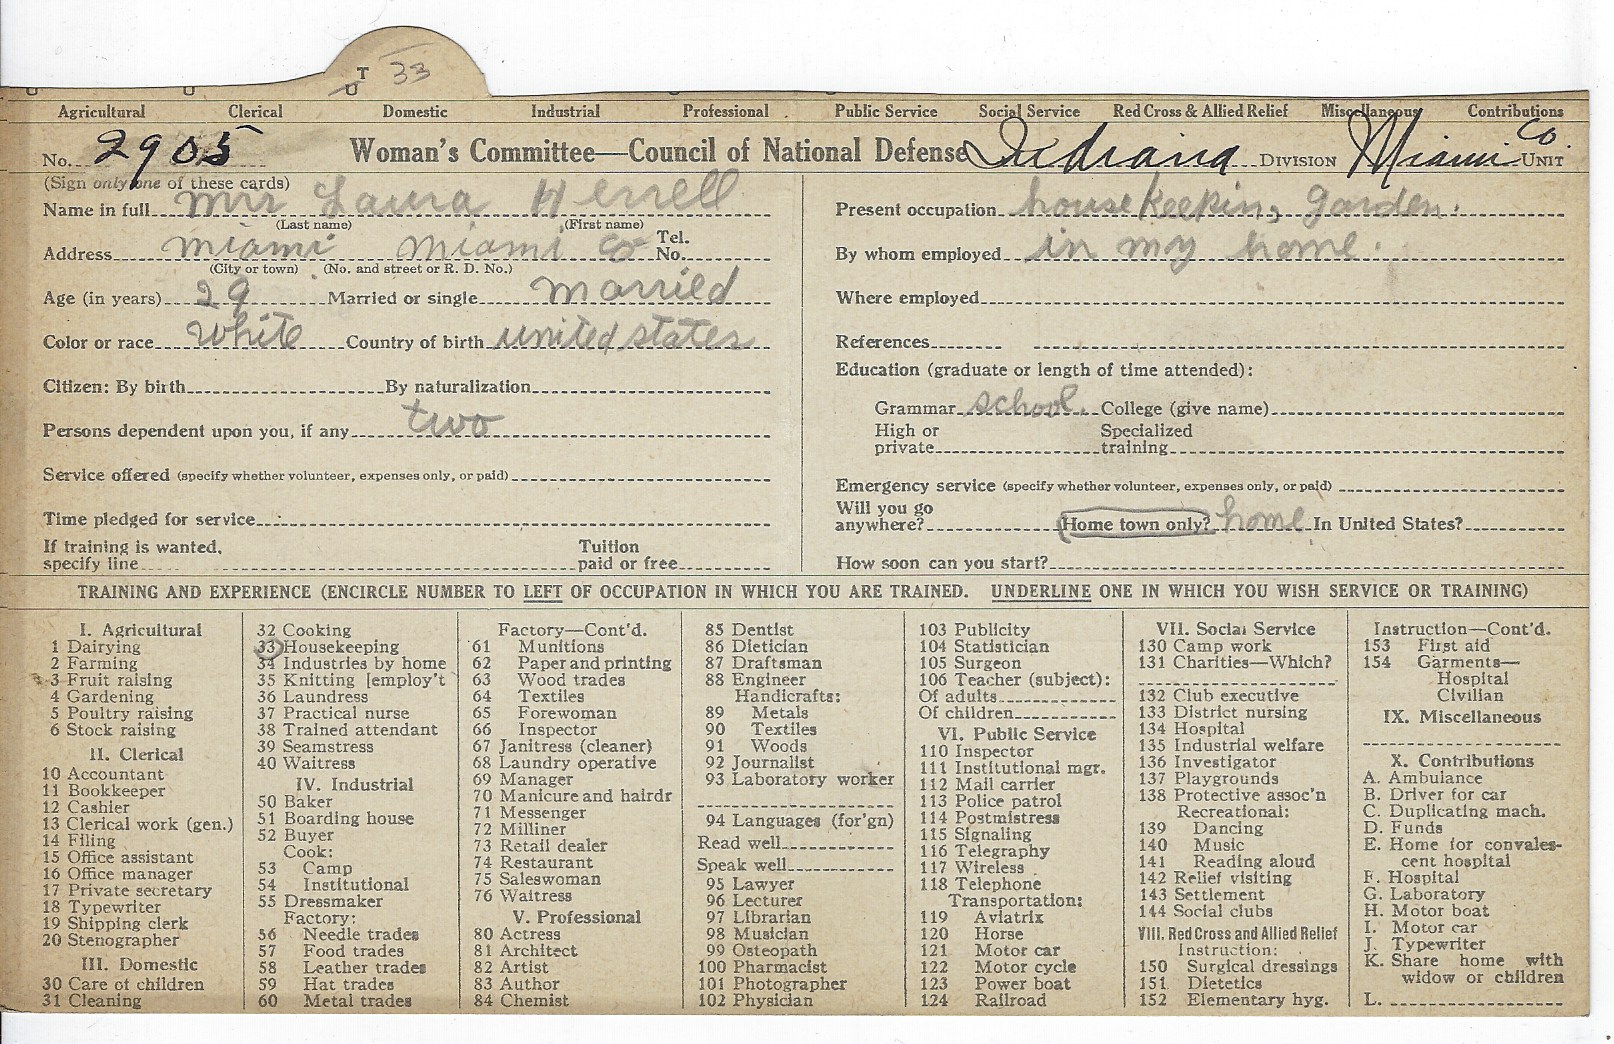 T 33
Agricultural Clerical Domestic Industrial Professional Public Service Social Service Red Cross & Allied Relief Miscellaneous Contributions
No. 2905 Woman's Committee—Council of National Defense Indiana DIVISION Miami Co. UNIT
(Sign only one of these cards)
Name in full Mrs Laura Herrell
(Last name) (First name)
Address Miami Miami Co Tel. No.
(City or town) (No. and street or R. D. No.)
Age (in years) 29 Married or single married
Color or race White Country of birth united states
Citizen: By birth By naturalization
Persons dependent upon you, if any two
Service offered (specify whether volunteer, expenses only, or paid)
Time pledged for service
If training is wanted, specify line Tuition paid or free
Present occupation house keeping garden.
By whom employed in my home.
Where employed
References
Education (graduate or length of time attended):
Grammar school. College (give name)
High or private Specialized training
Emergency service (specify whether volunteer, expenses only, or paid)
Will you go anywhere? Home town only? home In United States?
How soon can you start?
TRAINING AND EXPERIENCE (ENCIRCLE NUMBER TO LEFT OF OCCUPATION IN WHICH YOU ARE TRAINED. UNDERLINE ONE IN WHICH YOU WISH SERVICE OR TRAINING)
I. Agricultural
1 Dairying
2 Farming
3 Fruit raising
4 Gardening
5 Poultry raising
6 Stock raising
II. Clerical
10 Accountant
11 Bookkeeper
12 Cashier
13 Clerical work (gen.)
14 Filing
15 Office assistant
16 Office manager
17 Private secretary
18 Typewriter
19 Shipping clerk
20 Stenographer
III. Domestic
30 Care of children
31 Cleaning
32 Cooking
33 Housekeeping
34 Industries by home
35 Knitting [employ't
36 Laundress
37 Practical nurse
38 Trained attendant
39 Seamstress
40 Waitress
IV. Industrial
50 Baker
51 Boarding house
52 Buyer
Cook:
53 Camp
54 Institutional
55 Dressmaker
Factory:
56 Needle trades
57 Food trades
58 Leather trades
59 Hat trades
60 Metal trades
Factory—Cont'd.
61 Munitions
62 Paper and printing
63 Wood trades
64 Textiles
65 Forewoman
66 Inspector
67 Janitress (cleaner)
68 Laundry operative
69 Manager
70 Manicure and hairdr
71 Messenger
72 Milliner
73 Retail dealer
74 Restaurant
75 Saleswoman
76 Waitress
V. Professional
80 Actress
81 Architect
82 Artist
83 Author
84 Chemist
85 Dentist
86 Dietician
87 Draftsman
88 Engineer
Handicrafts:
89 Metals
90 Textiles
91 Woods
92 Journalist
93 Laboratory worker
94 Languages (for'gn)
Read well
Speak well
95 Lawyer
96 Lecturer
97 Librarian
98 Musician
99 Osteopath
100 Pharmacist
101 Photographer
102 Physician
103 Publicity
104 Statistician
105 Surgeon
106 Teacher (subject):
Of adults
Of children
VI. Public Service
110 Inspector
111 Institutional mgr.
112 Mail carrier
113 Police patrol
114 Postmistress
115 Signaling
116 Telegraphy
117 Wireless
118 Telephone
Transportation:
119 Aviatrix
120 Horse
121 Motor car
122 Motor cycle
123 Power boat
124 Railroad
VII. Social Service
130 Camp work
131 Charities—Which?
132 Club executive
133 District nursing
134 Hospital
135 Industrial welfare
136 Investigator
137 Playgrounds
138 Protective assoc'n
Recreational:
139 Dancing
140 Music
141 Reading aloud
142 Relief visiting
143 Settlement
144 Social clubs
VIII. Red Cross and Allied Relief
Instruction:
150 Surgical dressings
151 Dietetics
152 Elementary hyg.
Instruction—Cont'd.
153 First aid
154 Garments—
Hospital
Civilian
IX. Miscellaneous
X. Contributions
A. Ambulance
B. Driver for car
C. Duplicating mach.
D. Funds
E. Home for convales-
cent hospital
F. Hospital
G. Laboratory
H. Motor boat
I. Motor car
J. Typewriter
K. Share home with
widow or children
L.